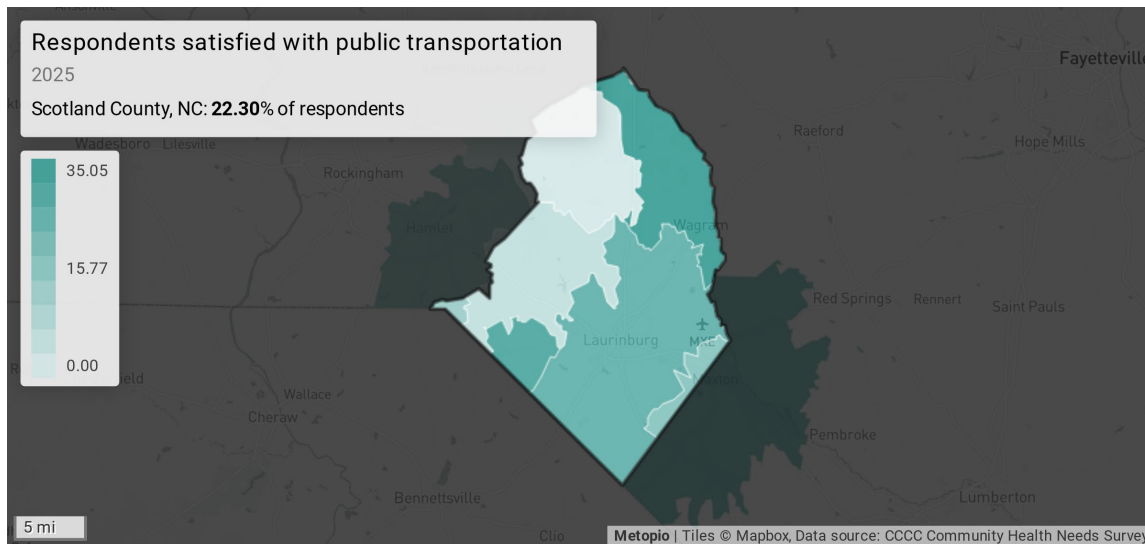 Respondents satisfied with public transportation
2025
Scotland County, NC: 22.30% of respondents
35.05
15.77
0.00
Fayetteville
Wadesboro
Lilesville
Raeford
Hope Mills
Rockingham
Hamlet
Wagram
Red Springs
Rennert
Saint Pauls
Laurinburg
MXE
Maxton
Wallace
Cheraw
Pembroke
Bennettsville
Lumberton
Clio
5 mi
Metopio | Tiles © Mapbox, Data source: CCCC Community Health Needs Survey